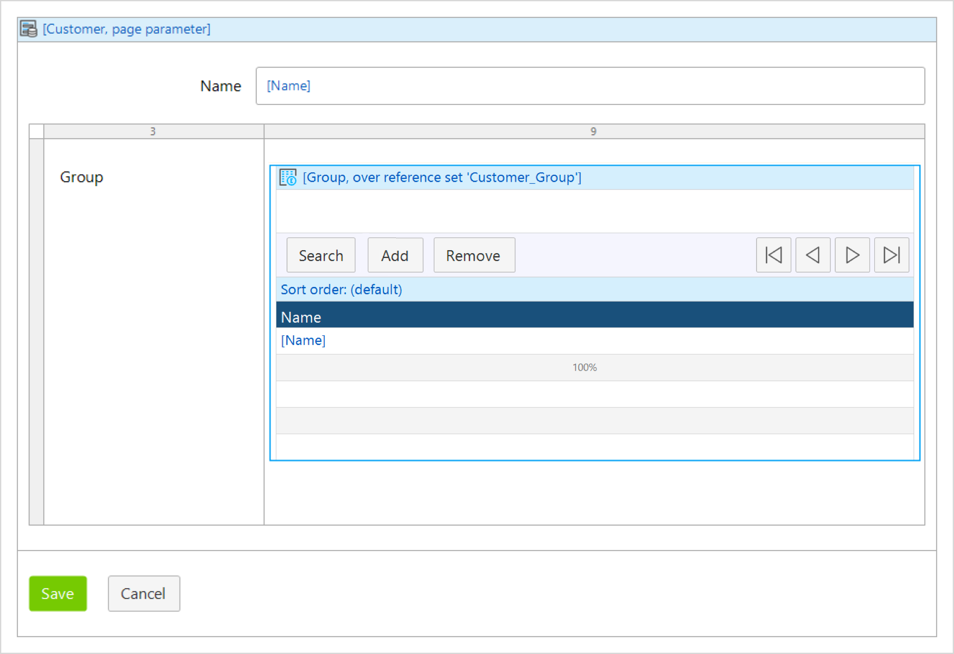 [Customer, page parameter]
Name [Name]
3 9
Group
[Group, over reference set 'Customer_Group']
Search Add Remove
Sort order: (default)
Name
[Name]
100%
Save Cancel